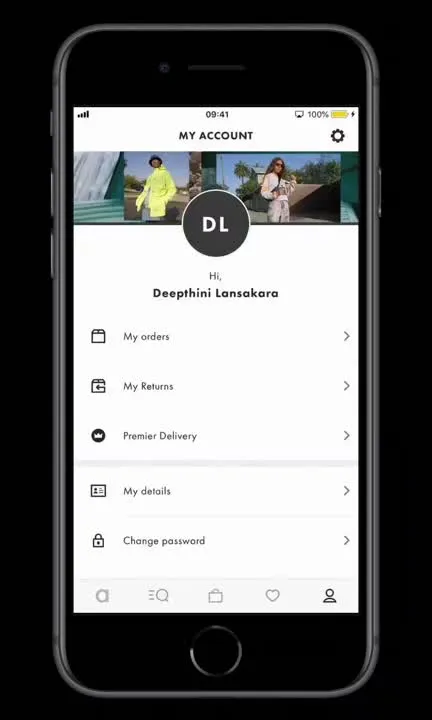 09:41
100%
MY ACCOUNT
DL
Hi,
Deepthini Lansakara
My orders
My Returns
Premier Delivery
My details
Change password